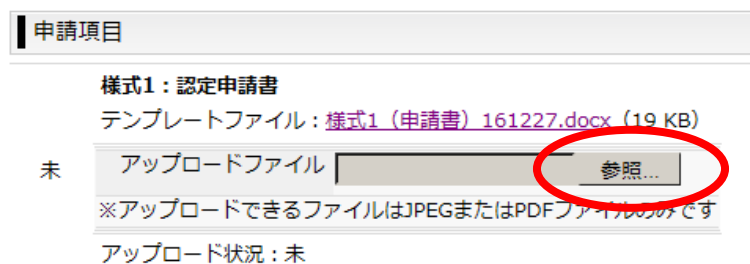 申請項目
様式1：認定申請書
テンプレートファイル：様式1（申請書）161227.docx（19 KB）
未
アップロードファイル 参照...
※アップロードできるファイルはJPEGまたはPDFファイルのみです
アップロード状況：未